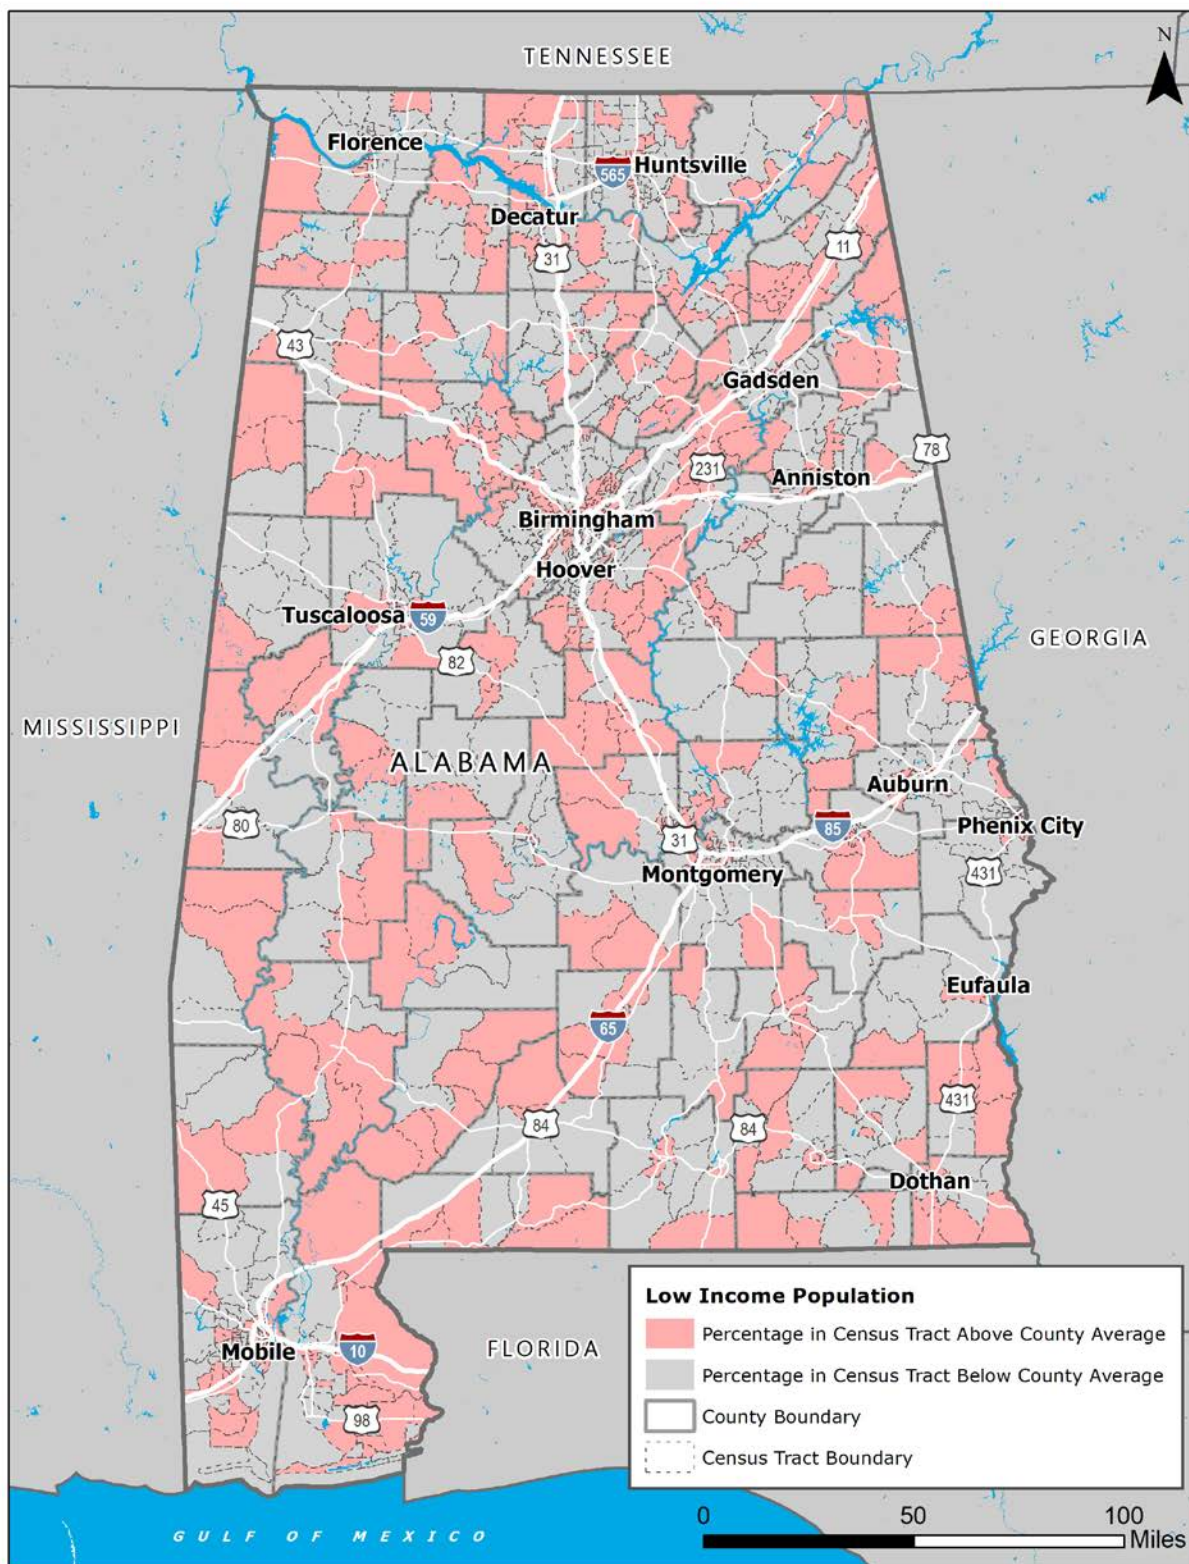 TENNESSEE
N
Florence
Huntsville
565
Decatur
31
11
43
Gadsden
78
231
Anniston
Birmingham
Hoover
Tuscaloosa
59
GEORGIA
82
MISSISSIPPI
ALABAMA
Auburn
80
31
85
Phenix City
Montgomery
431
Eufaula
65
431
84
84
Dothan
45
Mobile
10
FLORIDA
98
Low Income Population
Percentage in Census Tract Above County Average
Percentage in Census Tract Below County Average
County Boundary
Census Tract Boundary
GULF OF MEXICO
0 50 100
Miles